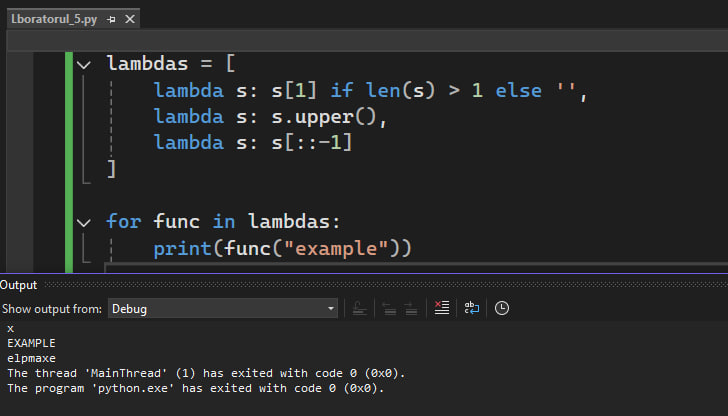 Lboratorul_5.py
lambdas = [
lambda s: s[1] if len(s) > 1 else '',
lambda s: s.upper(),
lambda s: s[::-1]
]
for func in lambdas:
print(func("example"))
Output
Show output from: Debug
x
EXAMPLE
elpmaxe
The thread 'MainThread' (1) has exited with code 0 (0x0).
The program 'python.exe' has exited with code 0 (0x0).